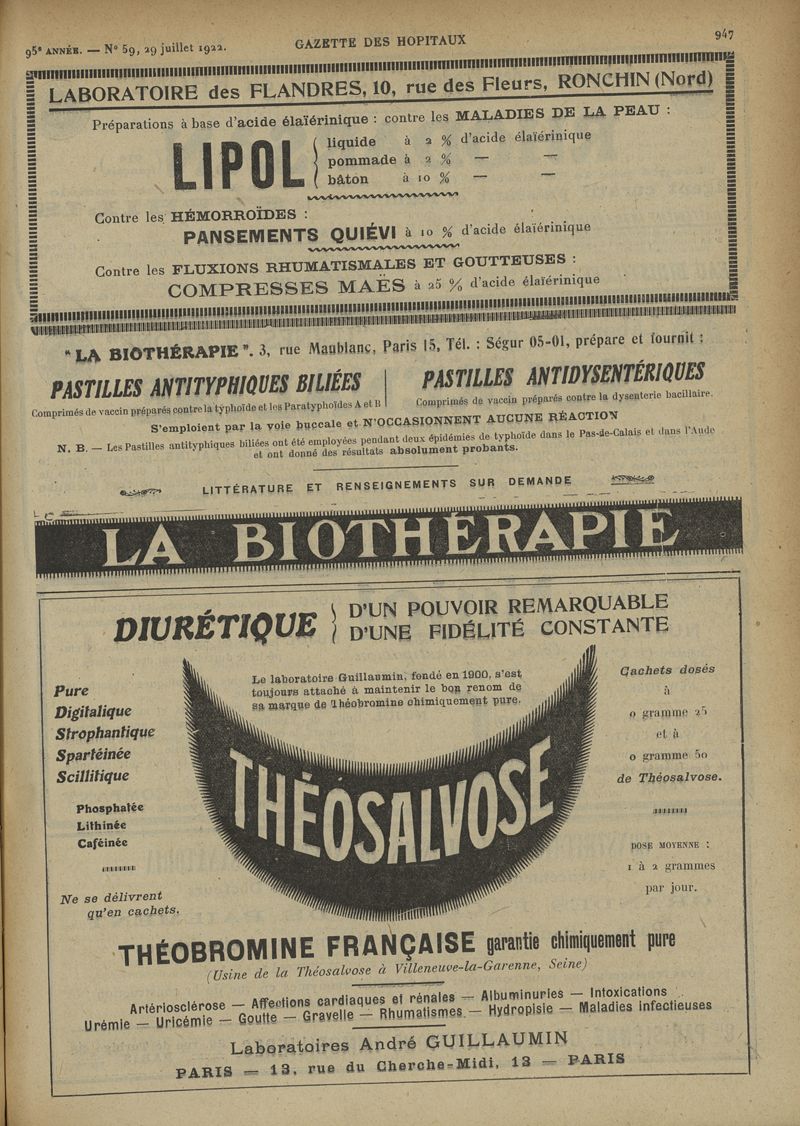 95ᵉ ANNÉE. — Nº 59, 29 juillet 1922.
GAZETTE DES HOPITAUX
947
LABORATOIRE des FLANDRES, 10, rue des Fleurs, RONCHIN (Nord)
Préparations à base d'acide élaïérinique : contre les MALADIES DE LA PEAU :
LIPOL
liquide à 2 % d'acide élaïérinique
pommade à 2 % — —
bâton à 10 % — —
Contre les HÉMORROÏDES :
PANSEMENTS QUIÉVI à 10 % d'acide élaïérinique
Contre les FLUXIONS RHUMATISMALES ET GOUTTEUSES :
COMPRESSES MAËS à 25 % d'acide élaïérinique
"LA BIOTHÉRAPIE". 3, rue Maublanc, Paris 15, Tél. : Ségur 05-01, prépare et fournit :
PASTILLES ANTITYPHIQUES BILIÉES
Comprimés de vaccin préparés contre la typhoïde et les Paratyphoïdes A et B
PASTILLES ANTIDYSENTÉRIQUES
Comprimés de vaccin préparés contre la dysenterie bacillaire.
S'emploient par la voie buccale et N'OCCASIONNENT AUCUNE RÉACTION
N. B. — Les Pastilles antityphiques biliées ont été employées pendant deux épidémies de typhoïde dans le Pas-de-Calais et dans l'Aude
et ont donné des résultats absolument probants.
LITTÉRATURE ET RENSEIGNEMENTS SUR DEMANDE
LA BIOTHÉRAPIE
DIURÉTIQUE
D'UN POUVOIR REMARQUABLE
D'UNE FIDÉLITÉ CONSTANTE
Le laboratoire Guillaumin, fondé en 1900, s'est
toujours attaché à maintenir le bon renom de
sa marque de Théobromine chimiquement pure.
Pure
Digitalique
Strophantique
Spartéinée
Scillitique
Phosphatée
Lithinée
Caféinée
Ne se délivrent
qu'en cachets.
THÉOSALVOSE
Cachets dosés
à
0 gramme 25
et à
0 gramme 50
de Théosalvose.
DOSE MOYENNE :
1 à 2 grammes
par jour.
THÉOBROMINE FRANÇAISE garantie chimiquement pure
(Usine de la Théosalvose à Villeneuve-la-Garenne, Seine)
Artériosclérose — Affections cardiaques et rénales — Albuminuries — Intoxications
Urémie — Uricémie — Goutte — Gravelle — Rhumatismes — Hydropisie — Maladies infectieuses
Laboratoires André GUILLAUMIN
PARIS = 13, rue du Cherche-Midi, 13 = PARIS